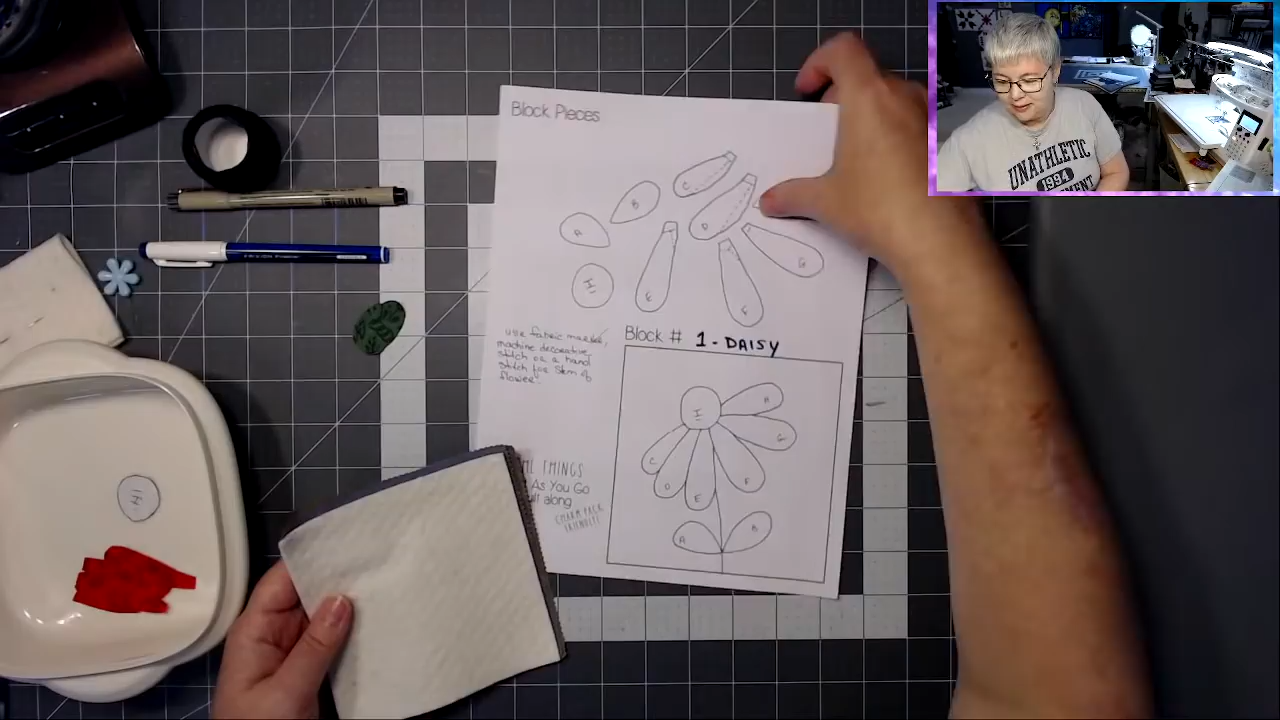 Block Pieces
C
B
D
A
G
I
E
F
use fabric marker,
machine decorative
stitch or a hand
stitch for stem of
flower.
Block # 1 - DAISY
I
H
G
C
D
E
F
A
B
THINGS
As You Go
along
CHARM PACK
FRIENDLY!
H
UNATHLETIC
1994